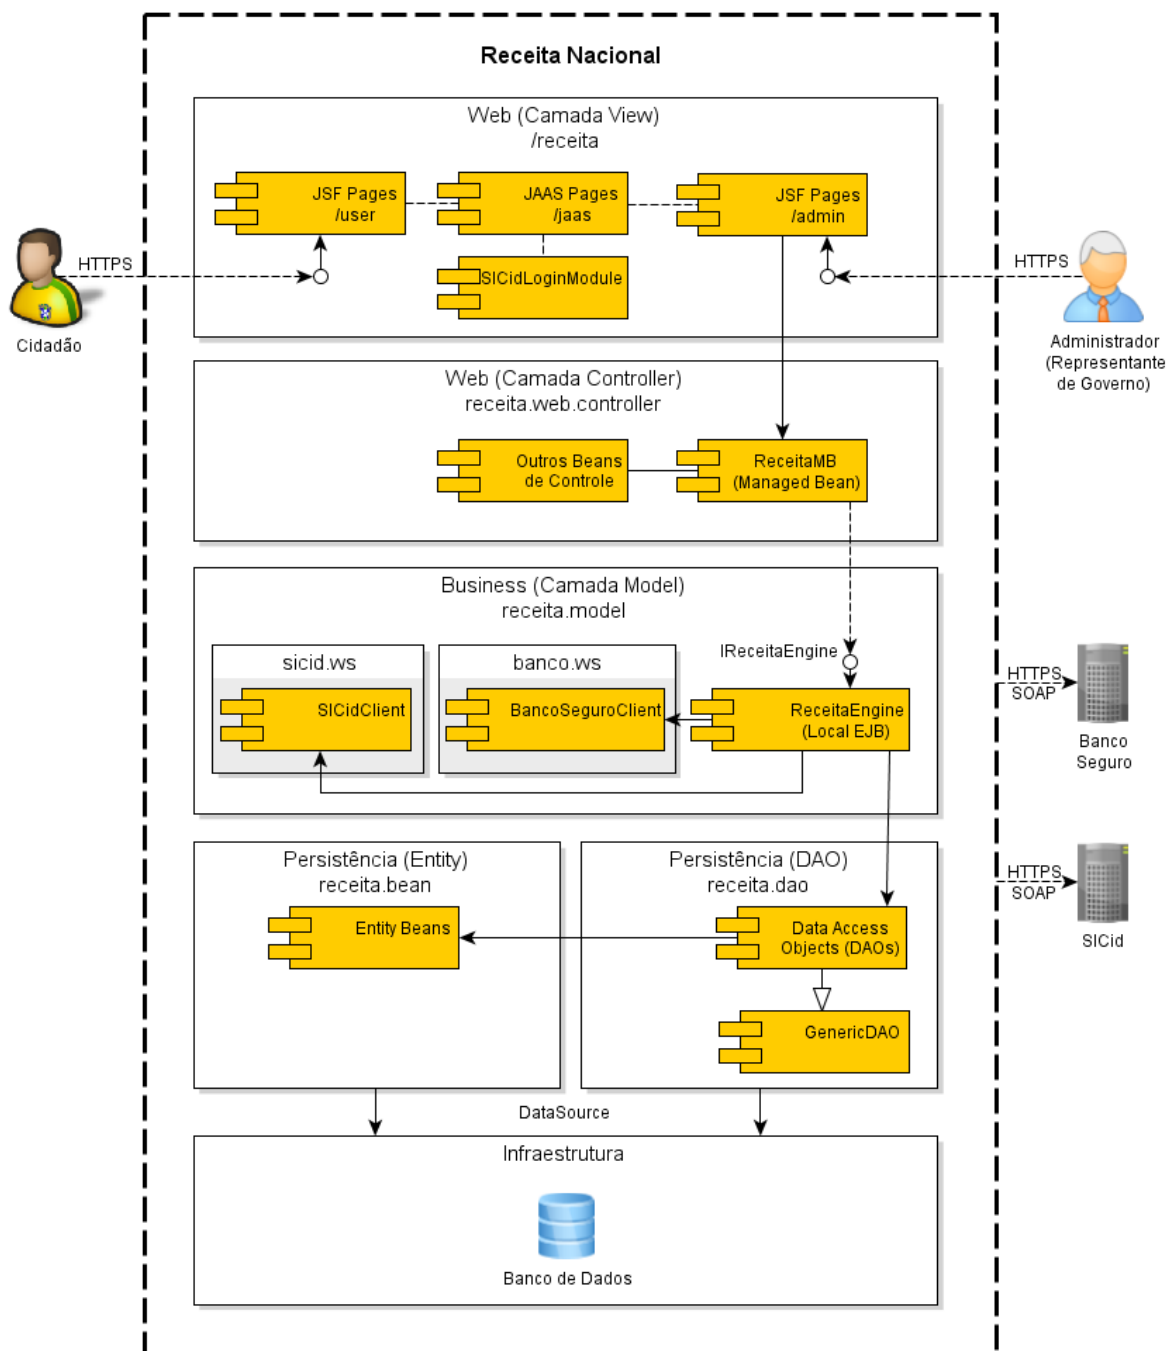 Receita Nacional
Web (Camada View)
/receita
JSF Pages
/user
JAAS Pages
/jaas
JSF Pages
/admin
SICidLoginModule
HTTPS
Cidadão
HTTPS
Administrador
(Representante
de Governo)
Web (Camada Controller)
receita.web.controller
Outros Beans
de Controle
ReceitaMB
(Managed Bean)
Business (Camada Model)
receita.model
IReceitaEngine
sicid.ws
SICidClient
banco.ws
BancoSeguroClient
ReceitaEngine
(Local EJB)
HTTPS
SOAP
Banco
Seguro
Persistência (Entity)
receita.bean
Entity Beans
Persistência (DAO)
receita.dao
Data Access
Objects (DAOs)
GenericDAO
HTTPS
SOAP
SICid
DataSource
Infraestrutura
Banco de Dados